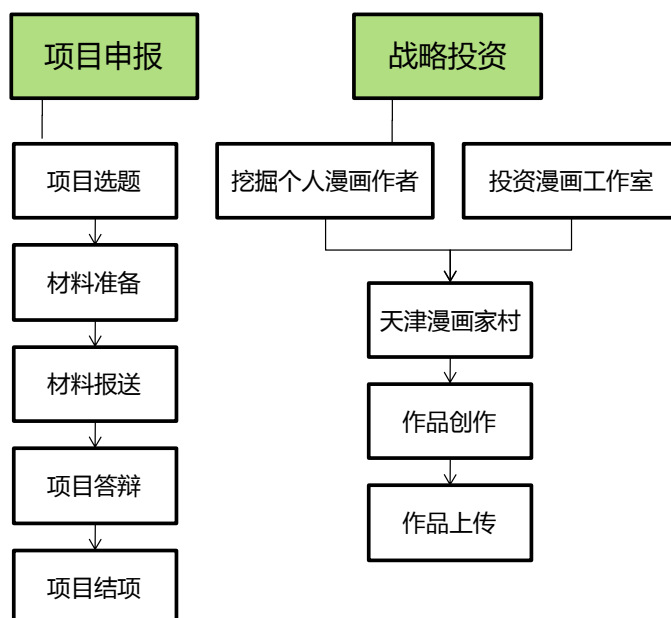 项目申报
战略投资
项目选题
挖掘个人漫画作者
投资漫画工作室
材料准备
天津漫画家村
材料报送
作品创作
项目答辩
作品上传
项目结项